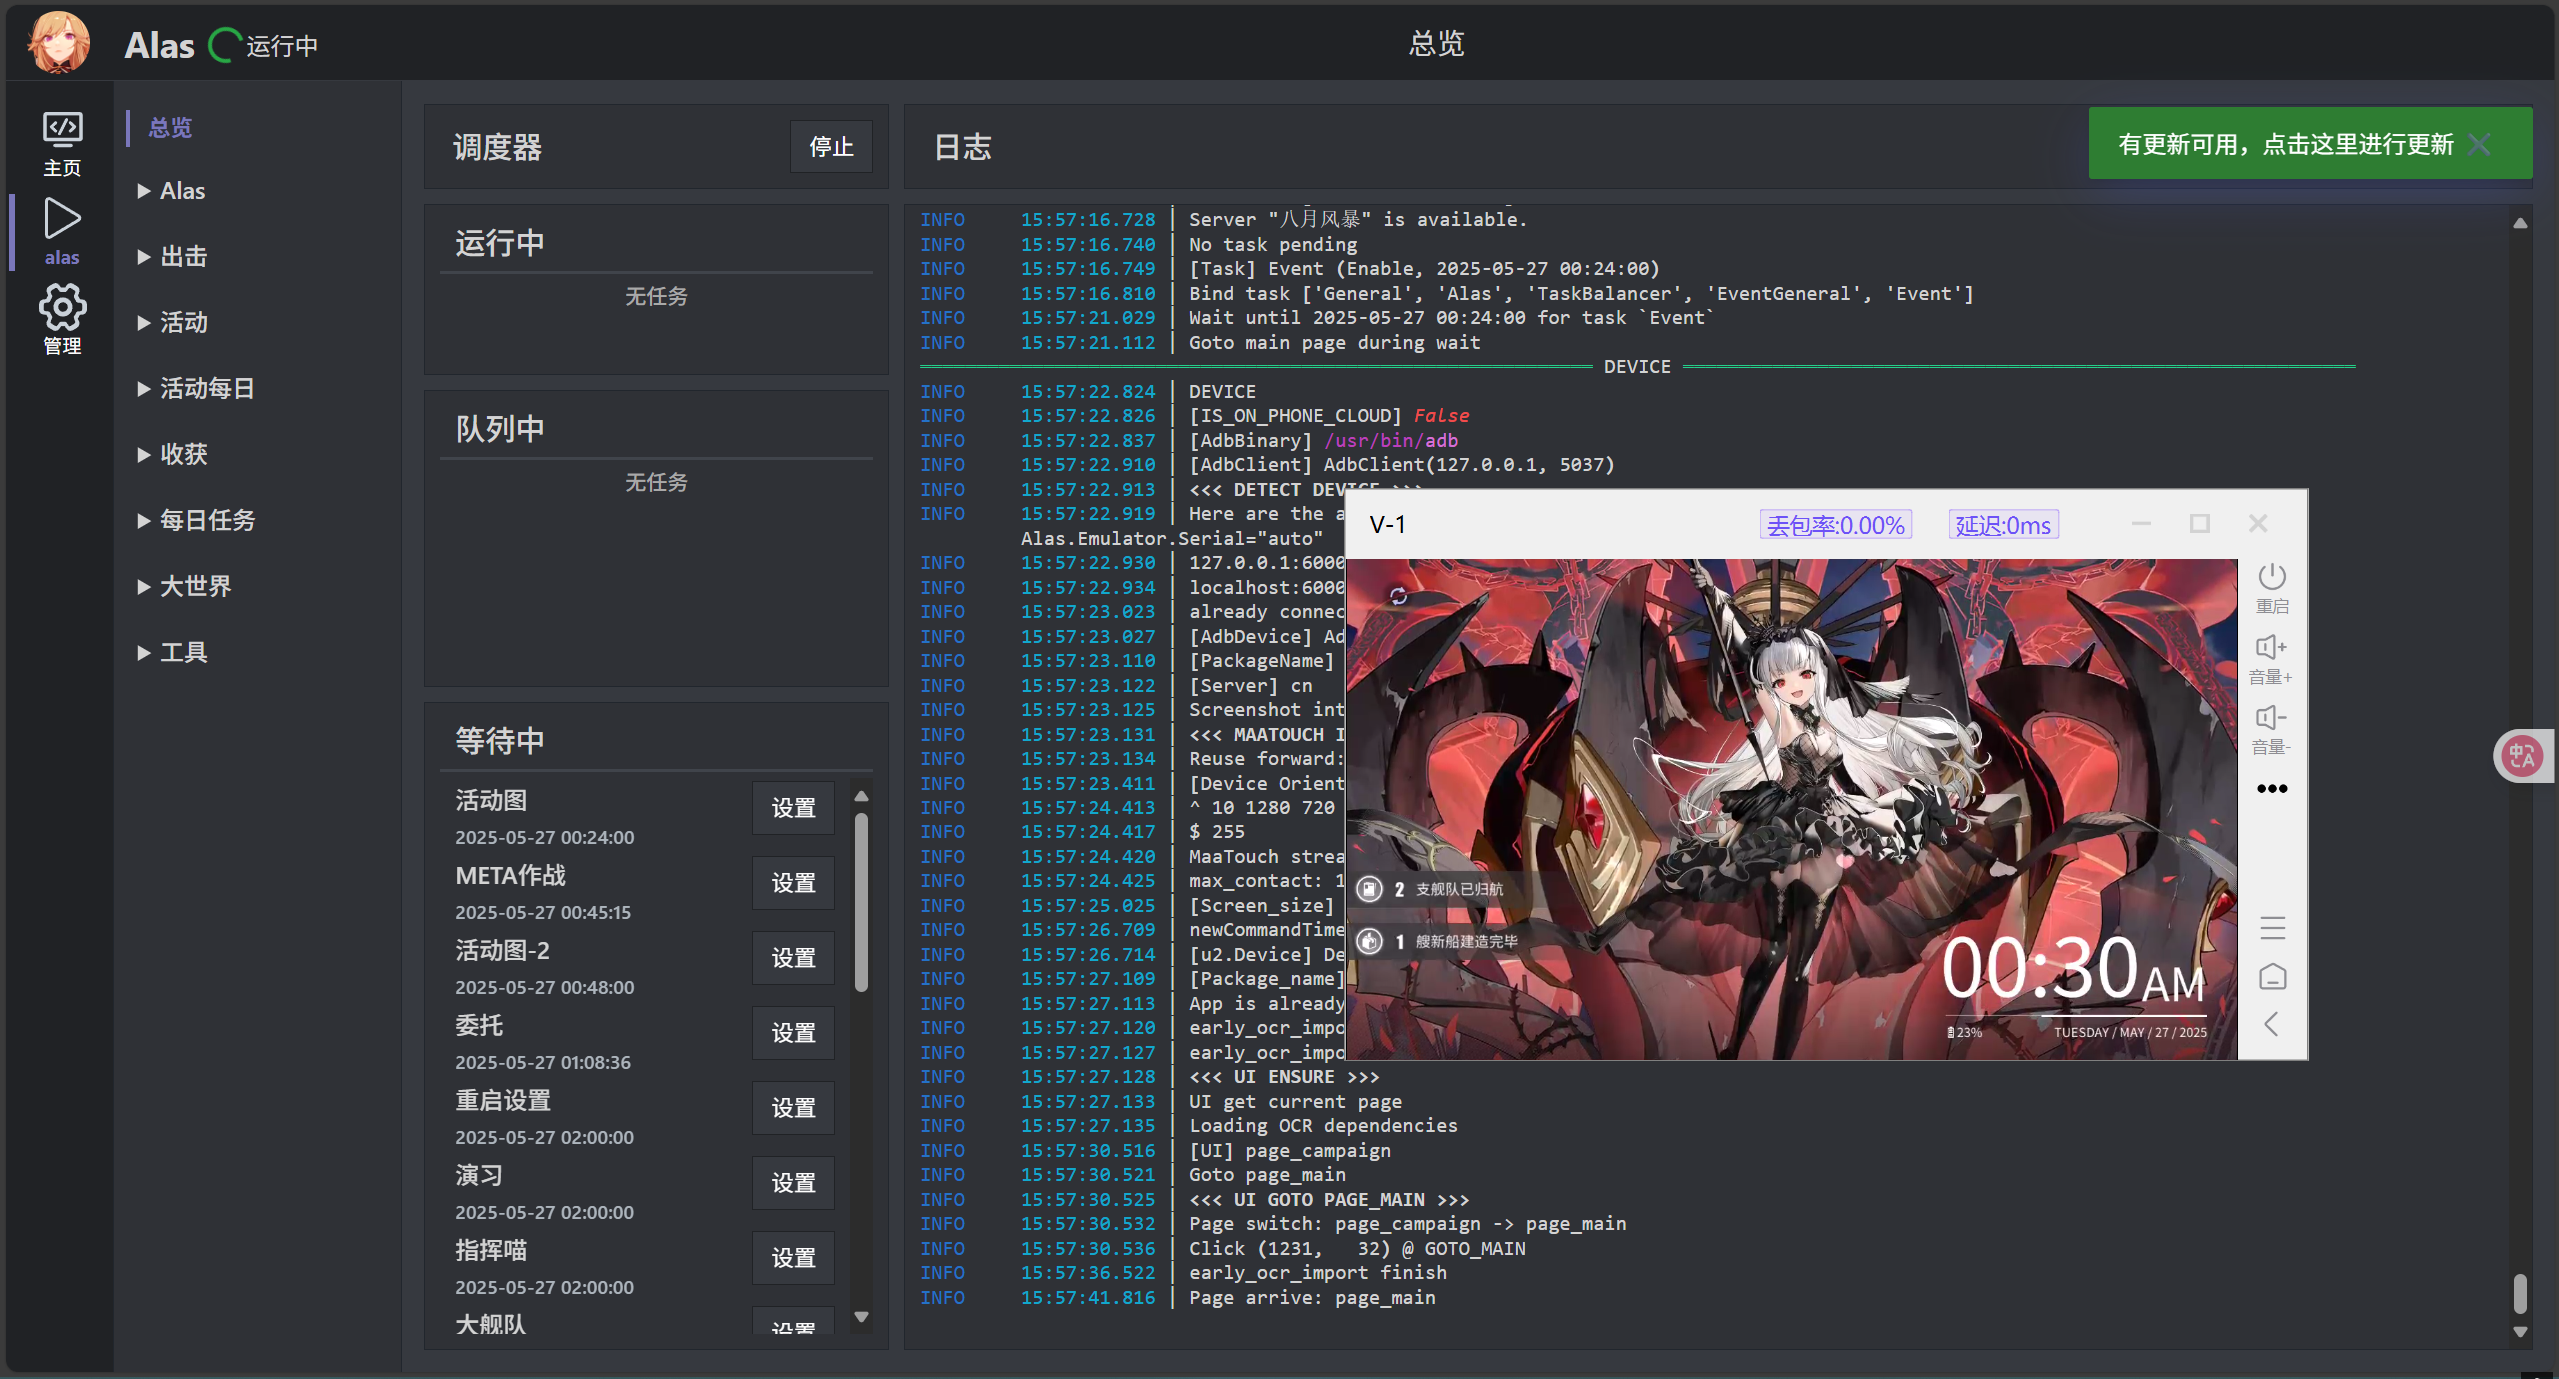 Alas 运行中
总览
主页
alas
管理
总览
Alas
出击
活动
活动每日
收获
每日任务
大世界
工具
调度器
停止
运行中
无任务
队列中
无任务
等待中
活动图
2025-05-27 00:24:00
设置
META作战
2025-05-27 00:45:15
设置
活动图-2
2025-05-27 00:48:00
设置
委托
2025-05-27 01:08:36
设置
重启设置
2025-05-27 02:00:00
设置
演习
2025-05-27 02:00:00
设置
指挥喵
2025-05-27 02:00:00
设置
大舰队
设置
日志
有更新可用，点击这里进行更新
INFO 15:57:16.728 | Server "八月风暴" is available.
INFO 15:57:16.740 | No task pending
INFO 15:57:16.749 | [Task] Event (Enable, 2025-05-27 00:24:00)
INFO 15:57:16.810 | Bind task ['General', 'Alas', 'TaskBalancer', 'EventGeneral', 'Event']
INFO 15:57:21.029 | Wait until 2025-05-27 00:24:00 for task `Event`
INFO 15:57:21.112 | Goto main page during wait
DEVICE
INFO 15:57:22.824 | DEVICE
INFO 15:57:22.826 | [IS_ON_PHONE_CLOUD] False
INFO 15:57:22.837 | [AdbBinary] /usr/bin/adb
INFO 15:57:22.910 | [AdbClient] AdbClient(127.0.0.1, 5037)
INFO 15:57:22.913 | <<< DETECT DEVICE >>>
INFO 15:57:22.919 | Here are the a
Alas.Emulator.Serial="auto"
INFO 15:57:22.930 | 127.0.0.1:6000
INFO 15:57:22.934 | localhost:6000
INFO 15:57:23.023 | already connec
INFO 15:57:23.027 | [AdbDevice] Ad
INFO 15:57:23.110 | [PackageName]
INFO 15:57:23.122 | [Server] cn
INFO 15:57:23.125 | Screenshot int
INFO 15:57:23.131 | <<< MAATOUCH I
INFO 15:57:23.134 | Reuse forward:
INFO 15:57:23.411 | [Device Orient
INFO 15:57:24.413 | ^ 10 1280 720
INFO 15:57:24.417 | $ 255
INFO 15:57:24.420 | MaaTouch strea
INFO 15:57:24.425 | max_contact: 1
INFO 15:57:25.025 | [Screen_size]
INFO 15:57:26.709 | newCommandTime
INFO 15:57:26.714 | [u2.Device] De
INFO 15:57:27.109 | [Package_name]
INFO 15:57:27.113 | App is already
INFO 15:57:27.120 | early_ocr_impo
INFO 15:57:27.127 | early_ocr_impo
INFO 15:57:27.128 | <<< UI ENSURE >>>
INFO 15:57:27.133 | UI get current page
INFO 15:57:27.135 | Loading OCR dependencies
INFO 15:57:30.516 | [UI] page_campaign
INFO 15:57:30.521 | Goto page_main
INFO 15:57:30.525 | <<< UI GOTO PAGE_MAIN >>>
INFO 15:57:30.532 | Page switch: page_campaign -> page_main
INFO 15:57:30.536 | Click (1231,   32) @ GOTO_MAIN
INFO 15:57:36.522 | early_ocr_import finish
INFO 15:57:41.816 | Page arrive: page_main
V-1
丢包率:0.00%
延迟:0ms
重启
音量+
音量-
2 支舰队已归航
1 艘新船建造完毕
00:30AM
23% TUESDAY / MAY / 27 / 2025
中A